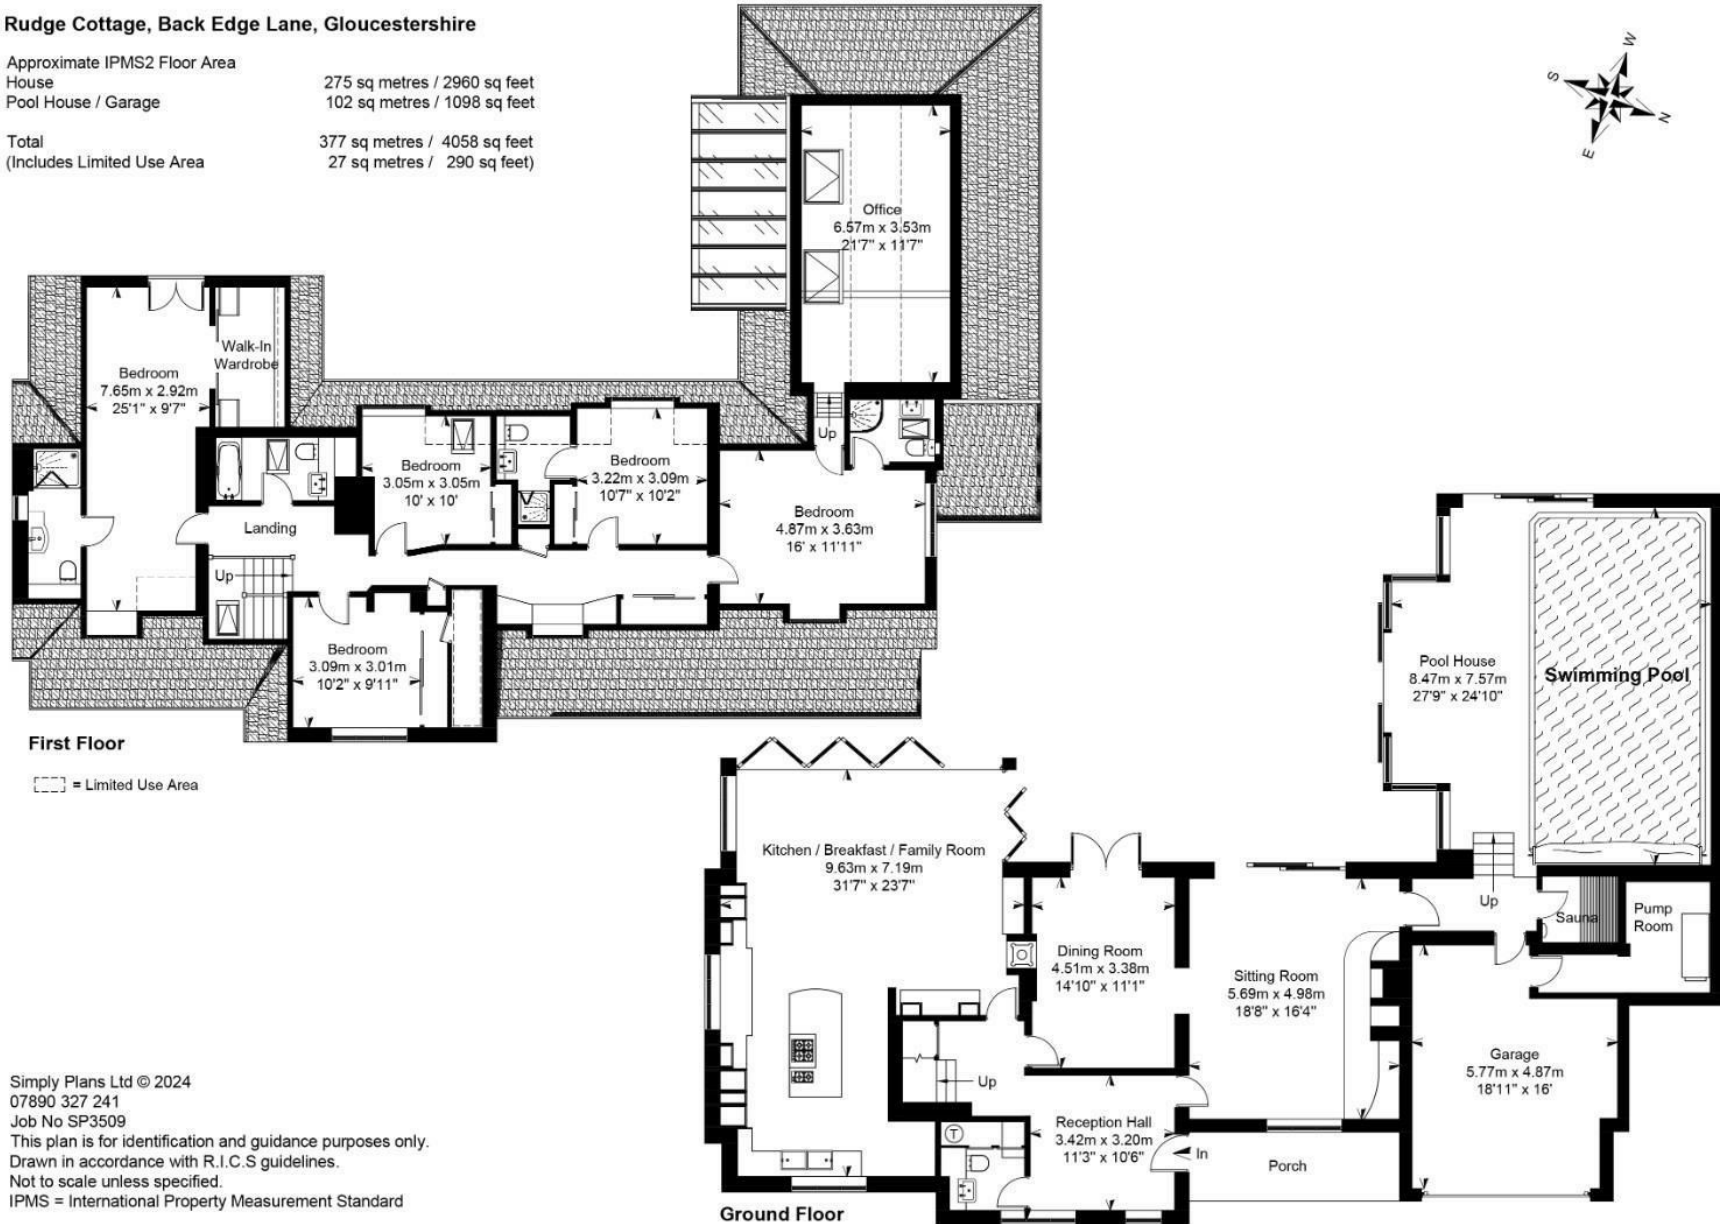 Rudge Cottage, Back Edge Lane, Gloucestershire
Approximate IPMS2 Floor Area
House 275 sq metres / 2960 sq feet
Pool House / Garage 102 sq metres / 1098 sq feet
Total 377 sq metres / 4058 sq feet
(Includes Limited Use Area 27 sq metres / 290 sq feet)
W
S
N
E
Office
6.57m x 3.53m
21'7" x 11'7"
Up
Walk-In
Wardrobe
Bedroom
7.65m x 2.92m
25'1" x 9'7"
Bedroom
3.05m x 3.05m
10' x 10'
Bedroom
3.22m x 3.09m
10'7" x 10'2"
Bedroom
4.87m x 3.63m
16' x 11'11"
Landing
Up
Bedroom
3.09m x 3.01m
10'2" x 9'11"
First Floor
= Limited Use Area
Pool House
8.47m x 7.57m
27'9" x 24'10"
Swimming Pool
Kitchen / Breakfast / Family Room
9.63m x 7.19m
31'7" x 23'7"
Dining Room
4.51m x 3.38m
14'10" x 11'1"
Sitting Room
5.69m x 4.98m
18'8" x 16'4"
Up
Sauna
Pump
Room
Garage
5.77m x 4.87m
18'11" x 16'
Up
Reception Hall
3.42m x 3.20m
11'3" x 10'6"
T
In
Porch
Ground Floor
Simply Plans Ltd © 2024
07890 327 241
Job No SP3509
This plan is for identification and guidance purposes only.
Drawn in accordance with R.I.C.S guidelines.
Not to scale unless specified.
IPMS = International Property Measurement Standard